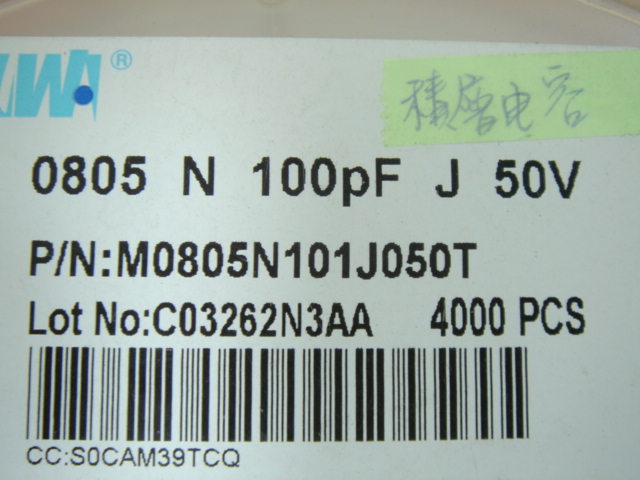 ®
積層电容
0805 N 100pF J 50V
P/N:M0805N101J050T
Lot No:C03262N3AA 4000 PCS
CC:S0CAM39TCQ